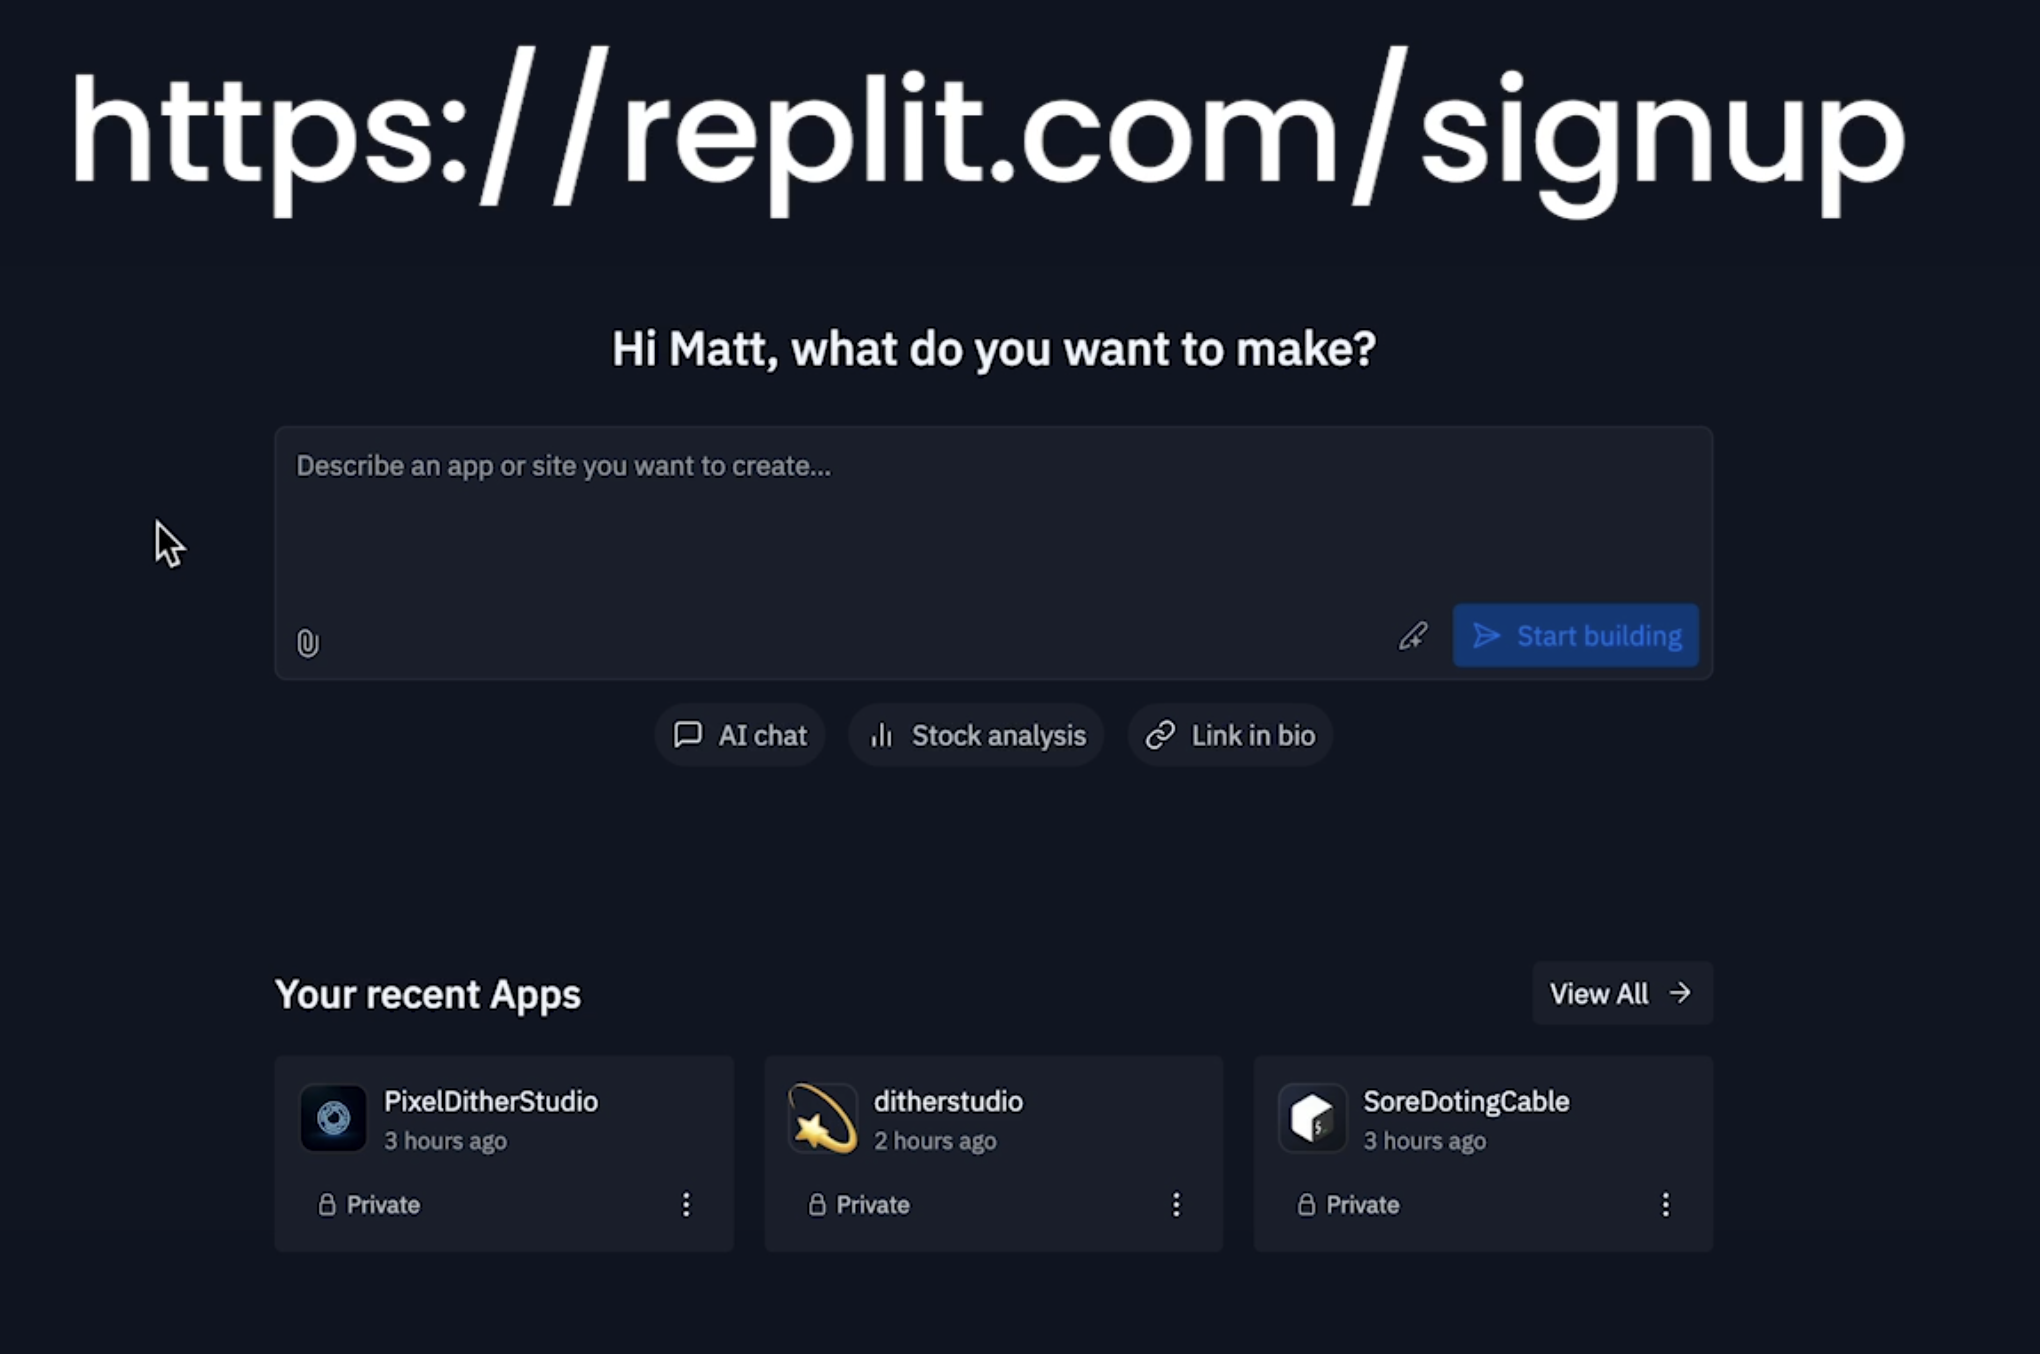 https://replit.com/signup
Hi Matt, what do you want to make?
Describe an app or site you want to create...
Start building
AI chat
Stock analysis
Link in bio
Your recent Apps
View All
PixelDitherStudio
3 hours ago
Private
ditherstudio
2 hours ago
Private
SoreDotingCable
3 hours ago
Private